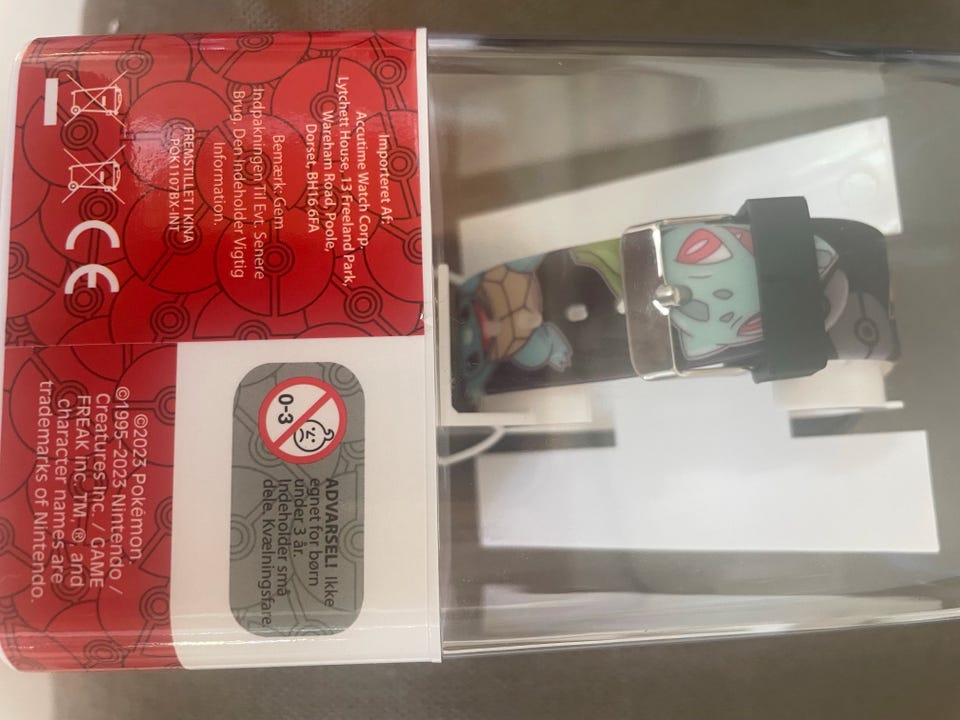 Importeret Af:
Accutime Watch Corp.
Lytchett House, 13 Freeland Park,
Wareham Road, Poole,
Dorset, BH16 6FA
Bemærk: Gem
Indpakningen Til Evt. Senere
Brug. Den Indeholder Vigtig
Information.
FREMSTILLET I KINA
POK1107BX-INT
CE
0-3
ADVARSEL! Ikke
egnet for børn
under 3 år.
Indeholder små
dele. Kvælningsfare.
©2023 Pokémon.
©1995-2023 Nintendo /
Creatures Inc. / GAME
FREAK inc. TM, ®, and
character names are
trademarks of Nintendo.